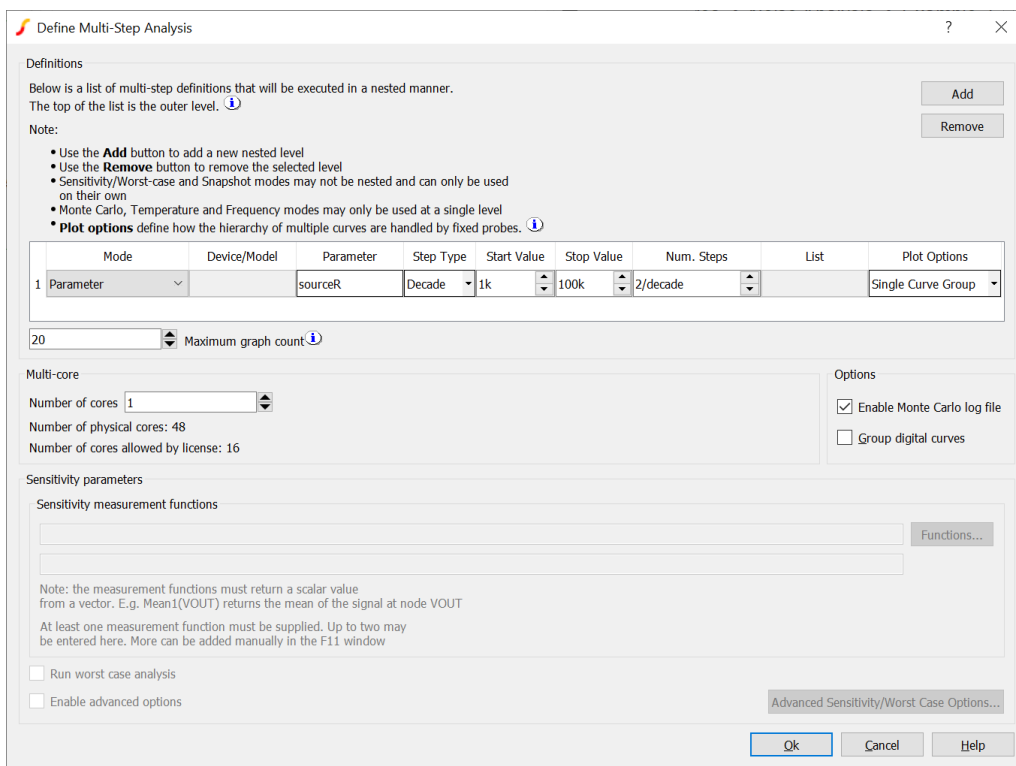 Define Multi-Step Analysis
?
Definitions
Below is a list of multi-step definitions that will be executed in a nested manner.
The top of the list is the outer level.
Add
Remove
Note:
• Use the Add button to add a new nested level
• Use the Remove button to remove the selected level
• Sensitivity/Worst-case and Snapshot modes may not be nested and can only be used
on their own
• Monte Carlo, Temperature and Frequency modes may only be used at a single level
• Plot options define how the hierarchy of multiple curves are handled by fixed probes.
Mode Device/Model Parameter Step Type Start Value Stop Value Num. Steps List Plot Options
1 Parameter sourceR Decade 1k 100k 2/decade Single Curve Group
20 Maximum graph count
Multi-core
Number of cores 1
Number of physical cores: 48
Number of cores allowed by license: 16
Options
Enable Monte Carlo log file
Group digital curves
Sensitivity parameters
Sensitivity measurement functions
Functions...
Note: the measurement functions must return a scalar value
from a vector. E.g. Mean1(VOUT) returns the mean of the signal at node VOUT
At least one measurement function must be supplied. Up to two may
be entered here. More can be added manually in the F11 window
Run worst case analysis
Enable advanced options
Advanced Sensitivity/Worst Case Options...
Ok Cancel Help